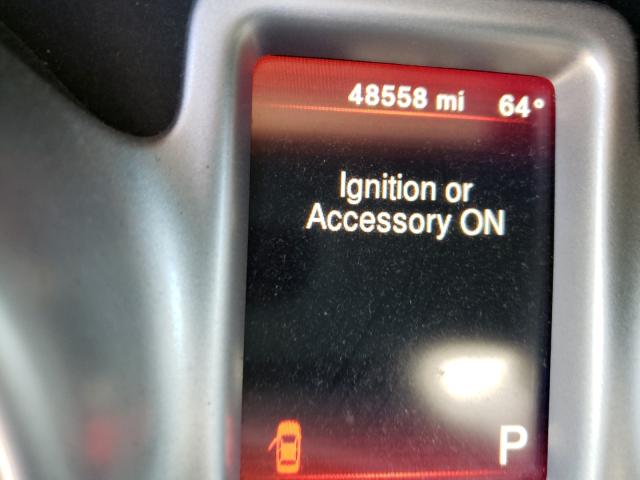 48558 mi 64°
Ignition or
Accessory ON
P